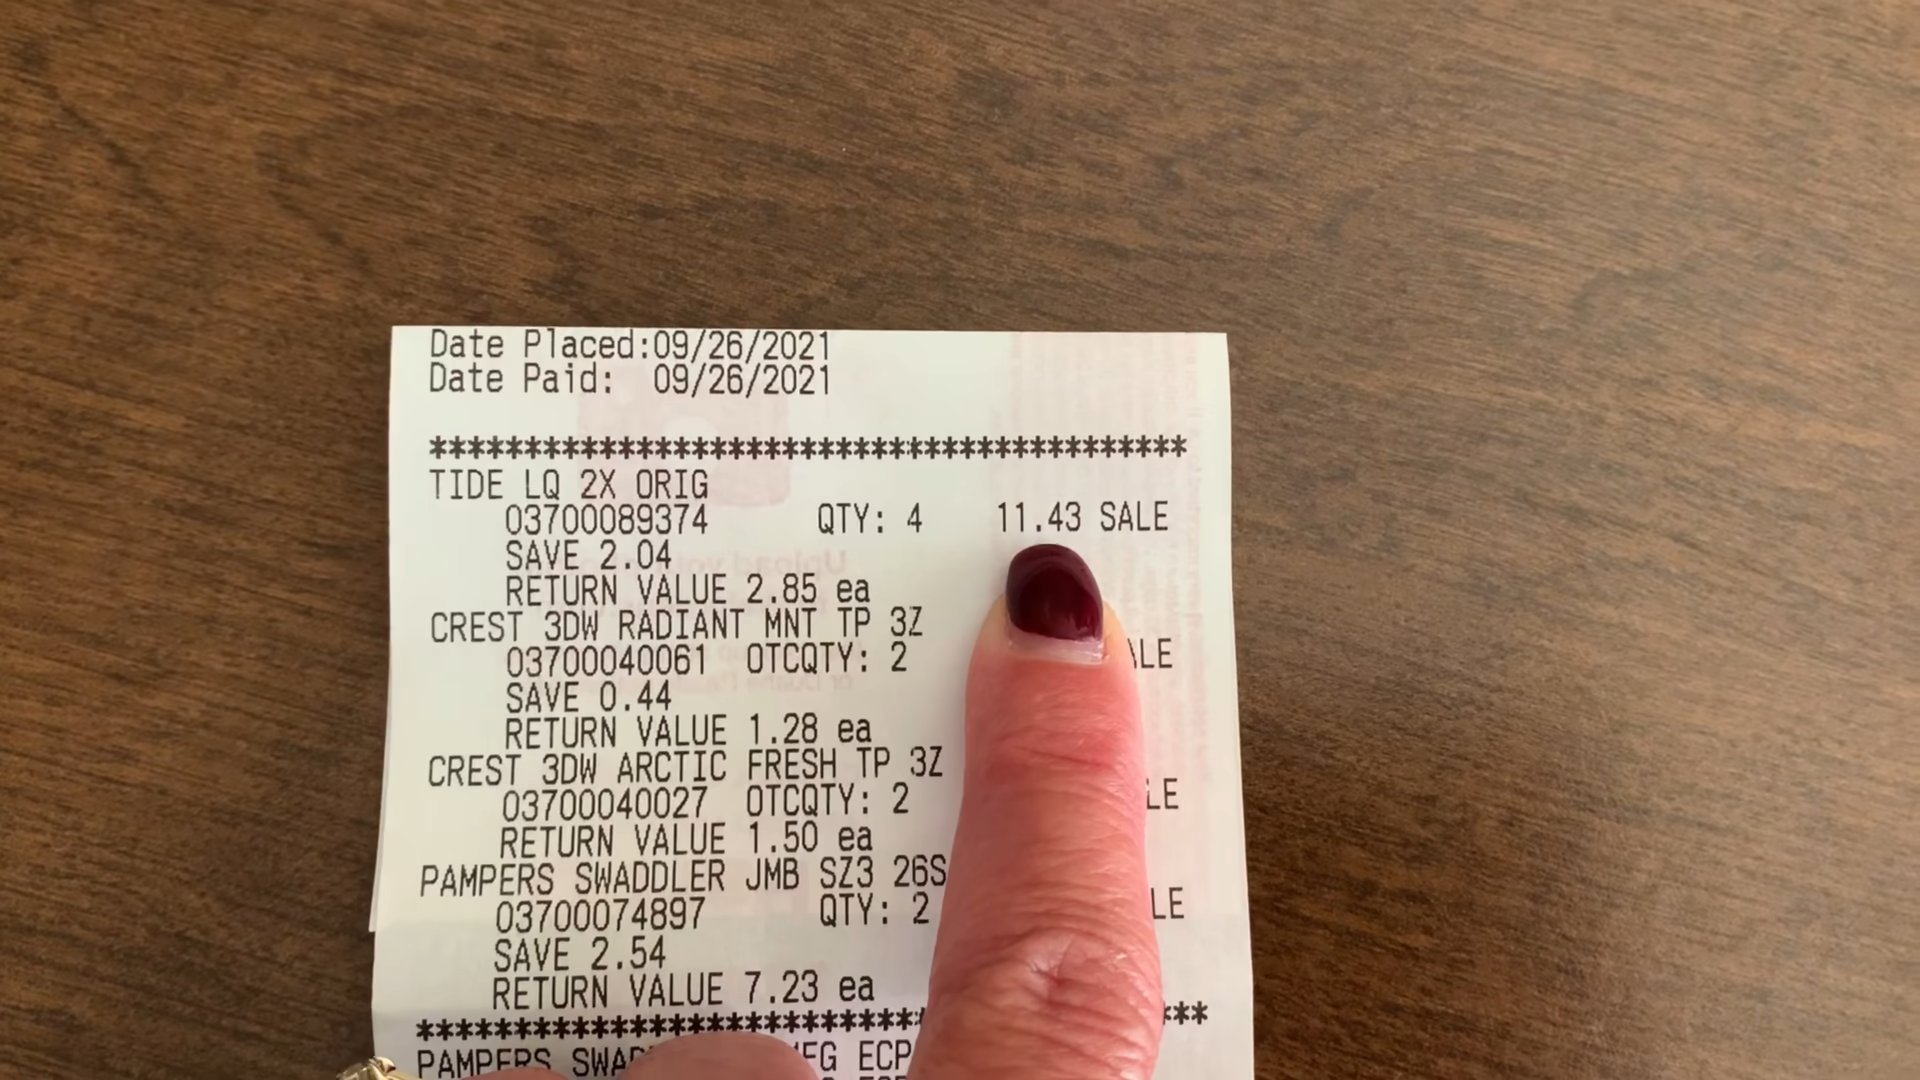 Date Placed:09/26/2021
Date Paid: 09/26/2021
******************************************
TIDE LQ 2X ORIG
03700089374 QTY: 4 11.43 SALE
SAVE 2.04
RETURN VALUE 2.85 ea
CREST 3DW RADIANT MNT TP 3Z
03700040061 OTCQTY: 2
SAVE 0.44
RETURN VALUE 1.28 ea
CREST 3DW ARCTIC FRESH TP 3Z
03700040027 OTCQTY: 2
RETURN VALUE 1.50 ea
PAMPERS SWADDLER JMB SZ3 26S
03700074897 QTY: 2
SAVE 2.54
RETURN VALUE 7.23 ea
PAMPERS ECP